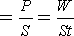 = P/S = W/St